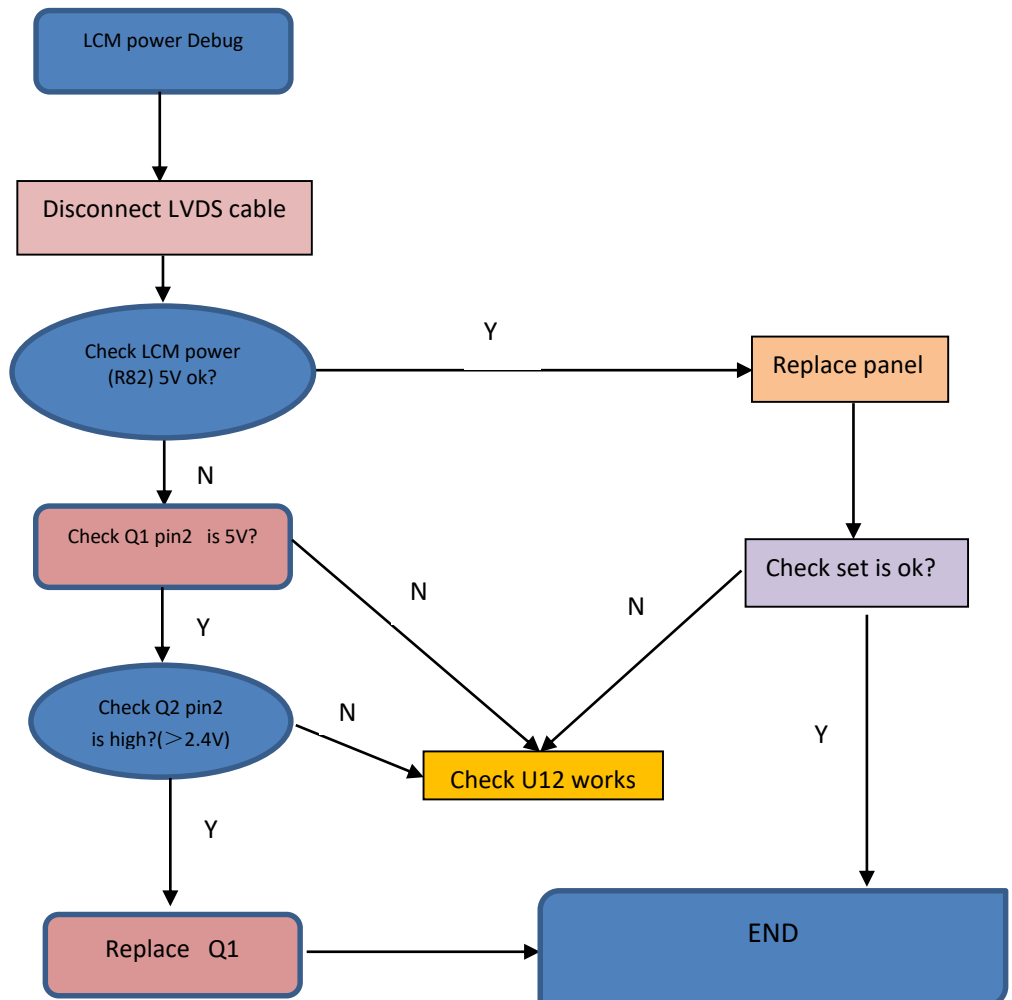 LCM power Debug
Disconnect LVDS cable
Check LCM power
(R82) 5V ok?
Y
Replace panel
N
Check Q1 pin2 is 5V?
Check set is ok?
N
N
Y
Check Q2 pin2
is high?(>2.4V)
N
Y
Check U12 works
Y
Replace Q1
END